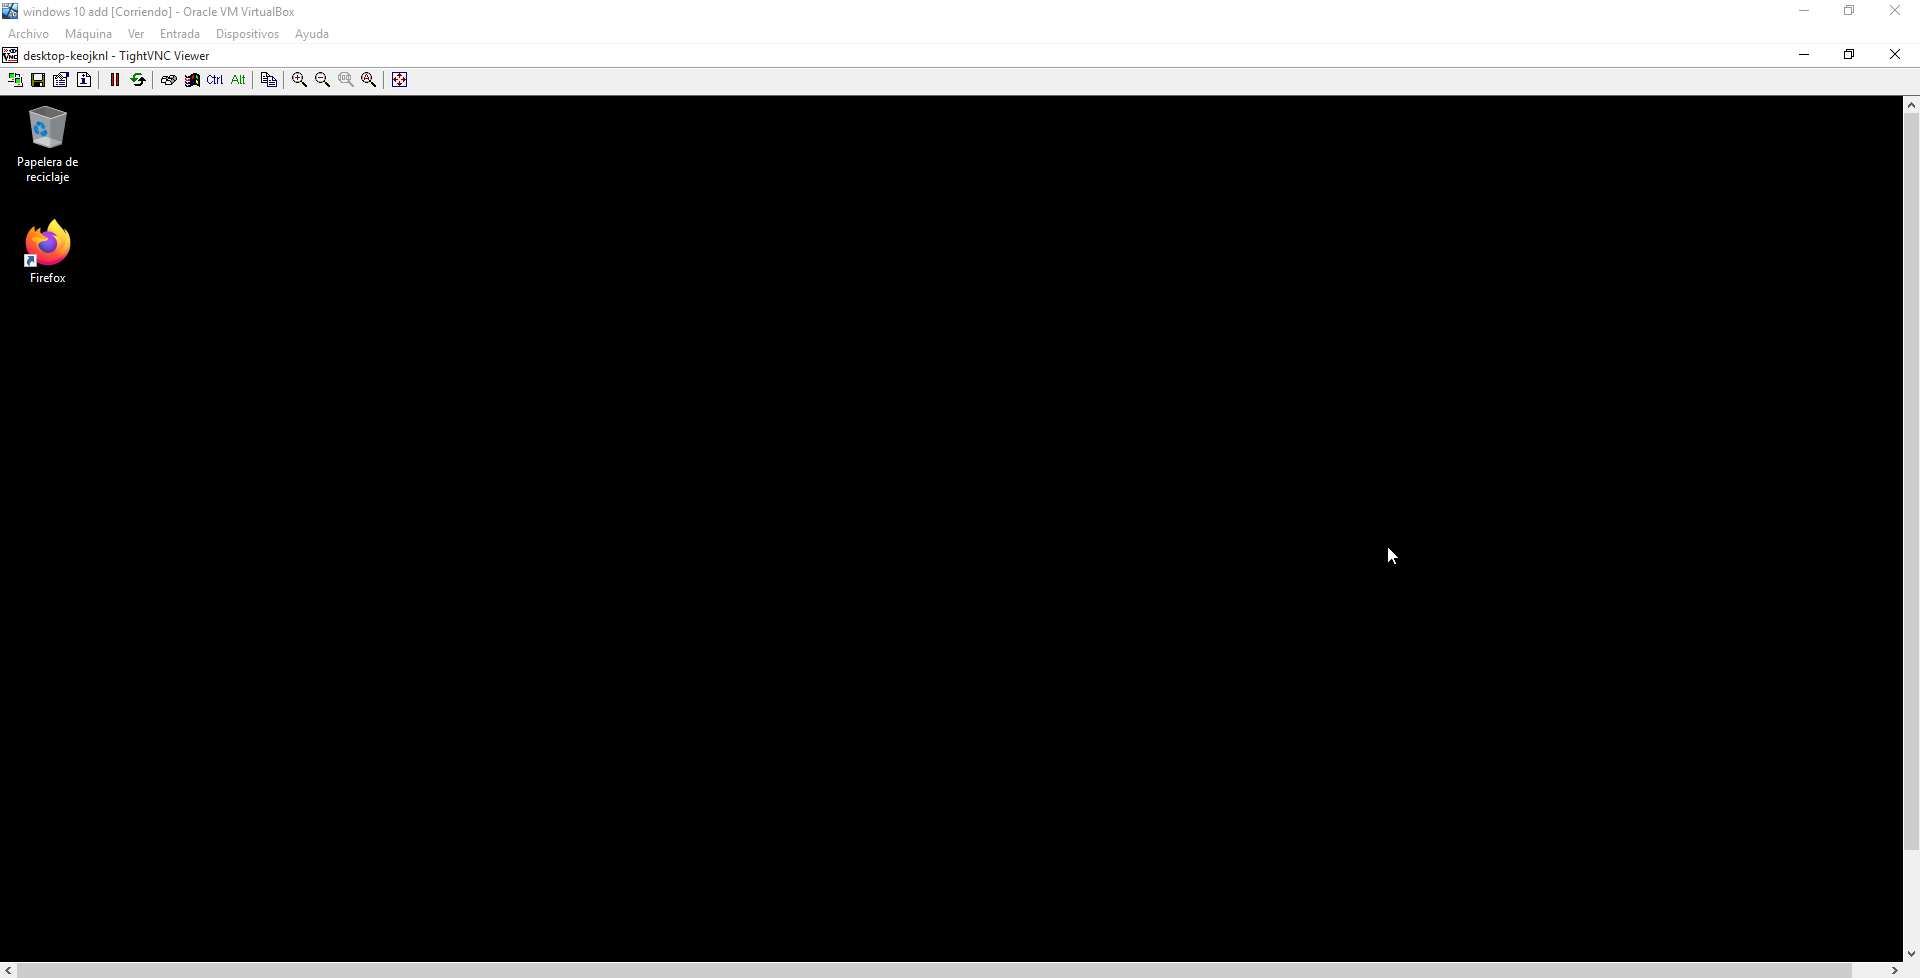 windows 10 add [Corriendo] - Oracle VM VirtualBox
Archivo Máquina Ver Entrada Dispositivos Ayuda
desktop-keojknl - TightVNC Viewer
Ctrl Alt
Papelera de
reciclaje
Firefox